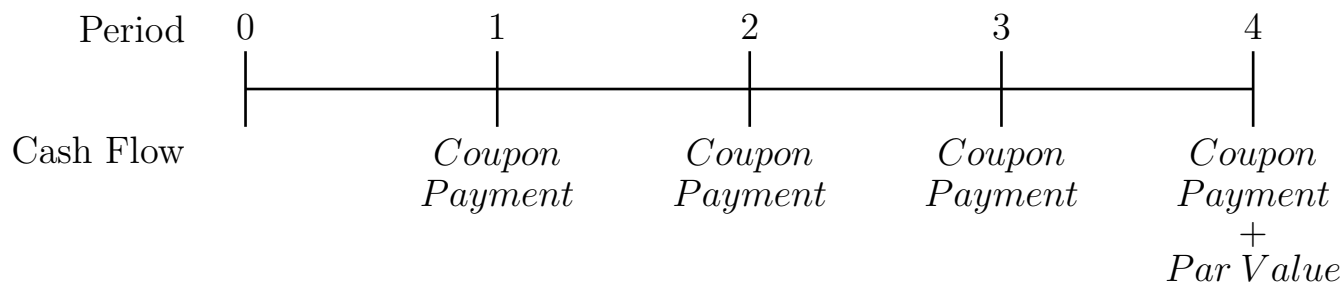 Period 0 1 2 3 4
Cash Flow Coupon Coupon Coupon Coupon
Payment Payment Payment Payment
+
Par Value